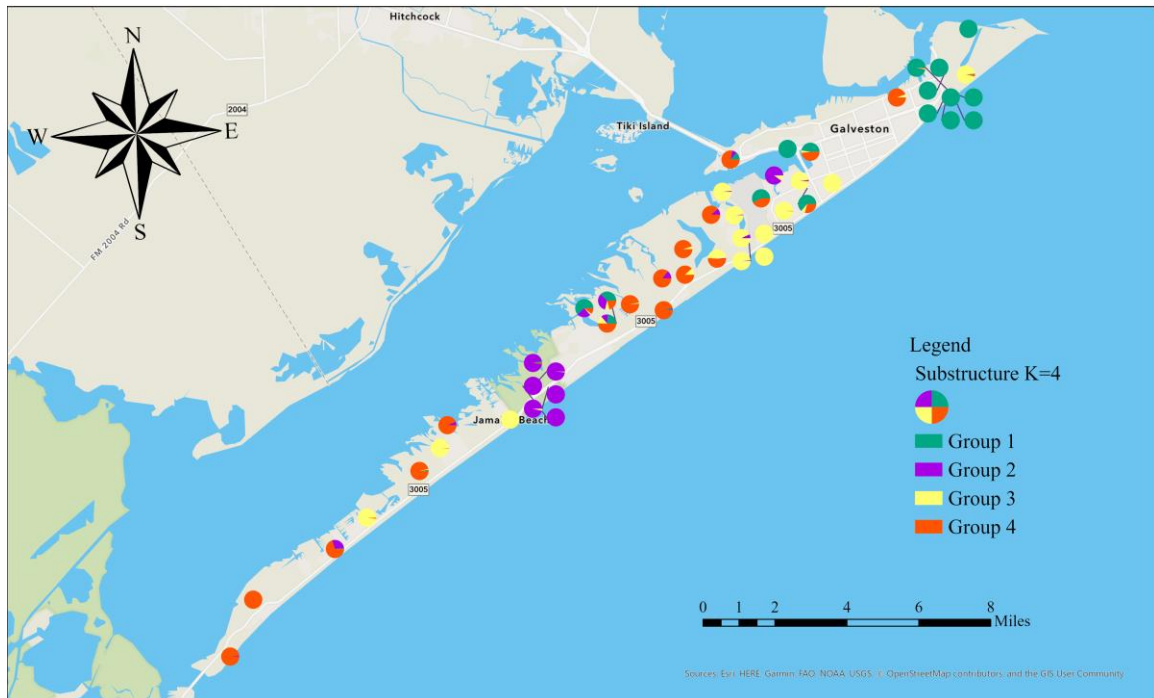 Hitchcock
N
2004
W
E
Tiki Island
Galveston
S
FM 2004 Rd
3005
3005
Legend
Substructure K=4
Jama Beach
Group 1
Group 2
3005
Group 3
Group 4
0 1 2 4 6 8
Miles
Sources: Esri, HERE, Garmin, FAO, NOAA, USGS, © OpenStreetMap contributors, and the GIS User Community